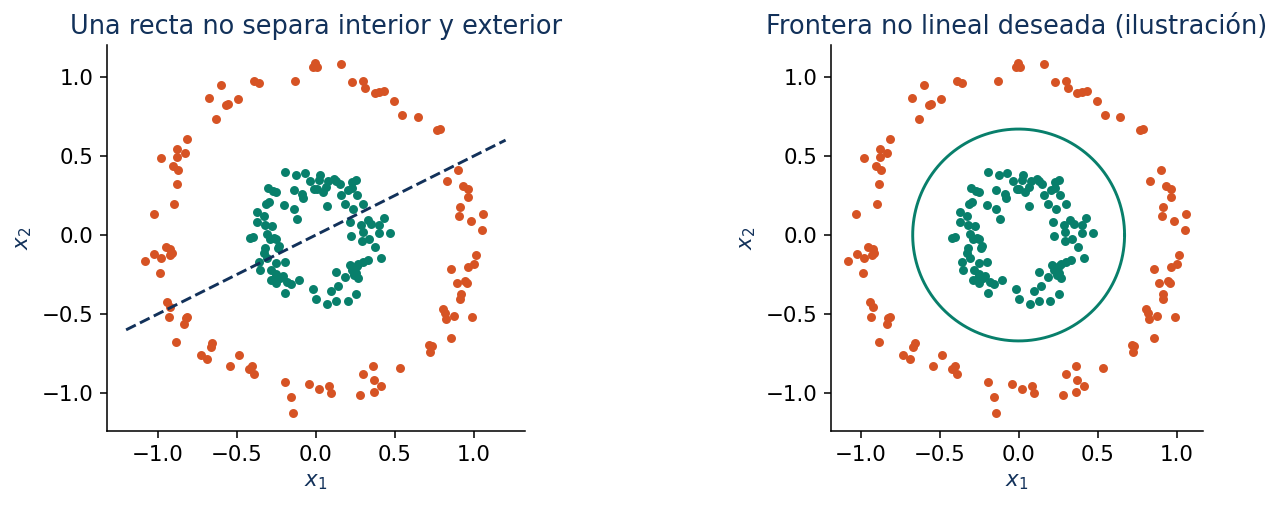 Una recta no separa interior y exterior
1.0
0.5
0.0
−0.5
−1.0
x₂
−1.0 −0.5 0.0 0.5 1.0
x₁
Frontera no lineal deseada (ilustración)
1.0
0.5
0.0
−0.5
−1.0
x₂
−1.0 −0.5 0.0 0.5 1.0
x₁